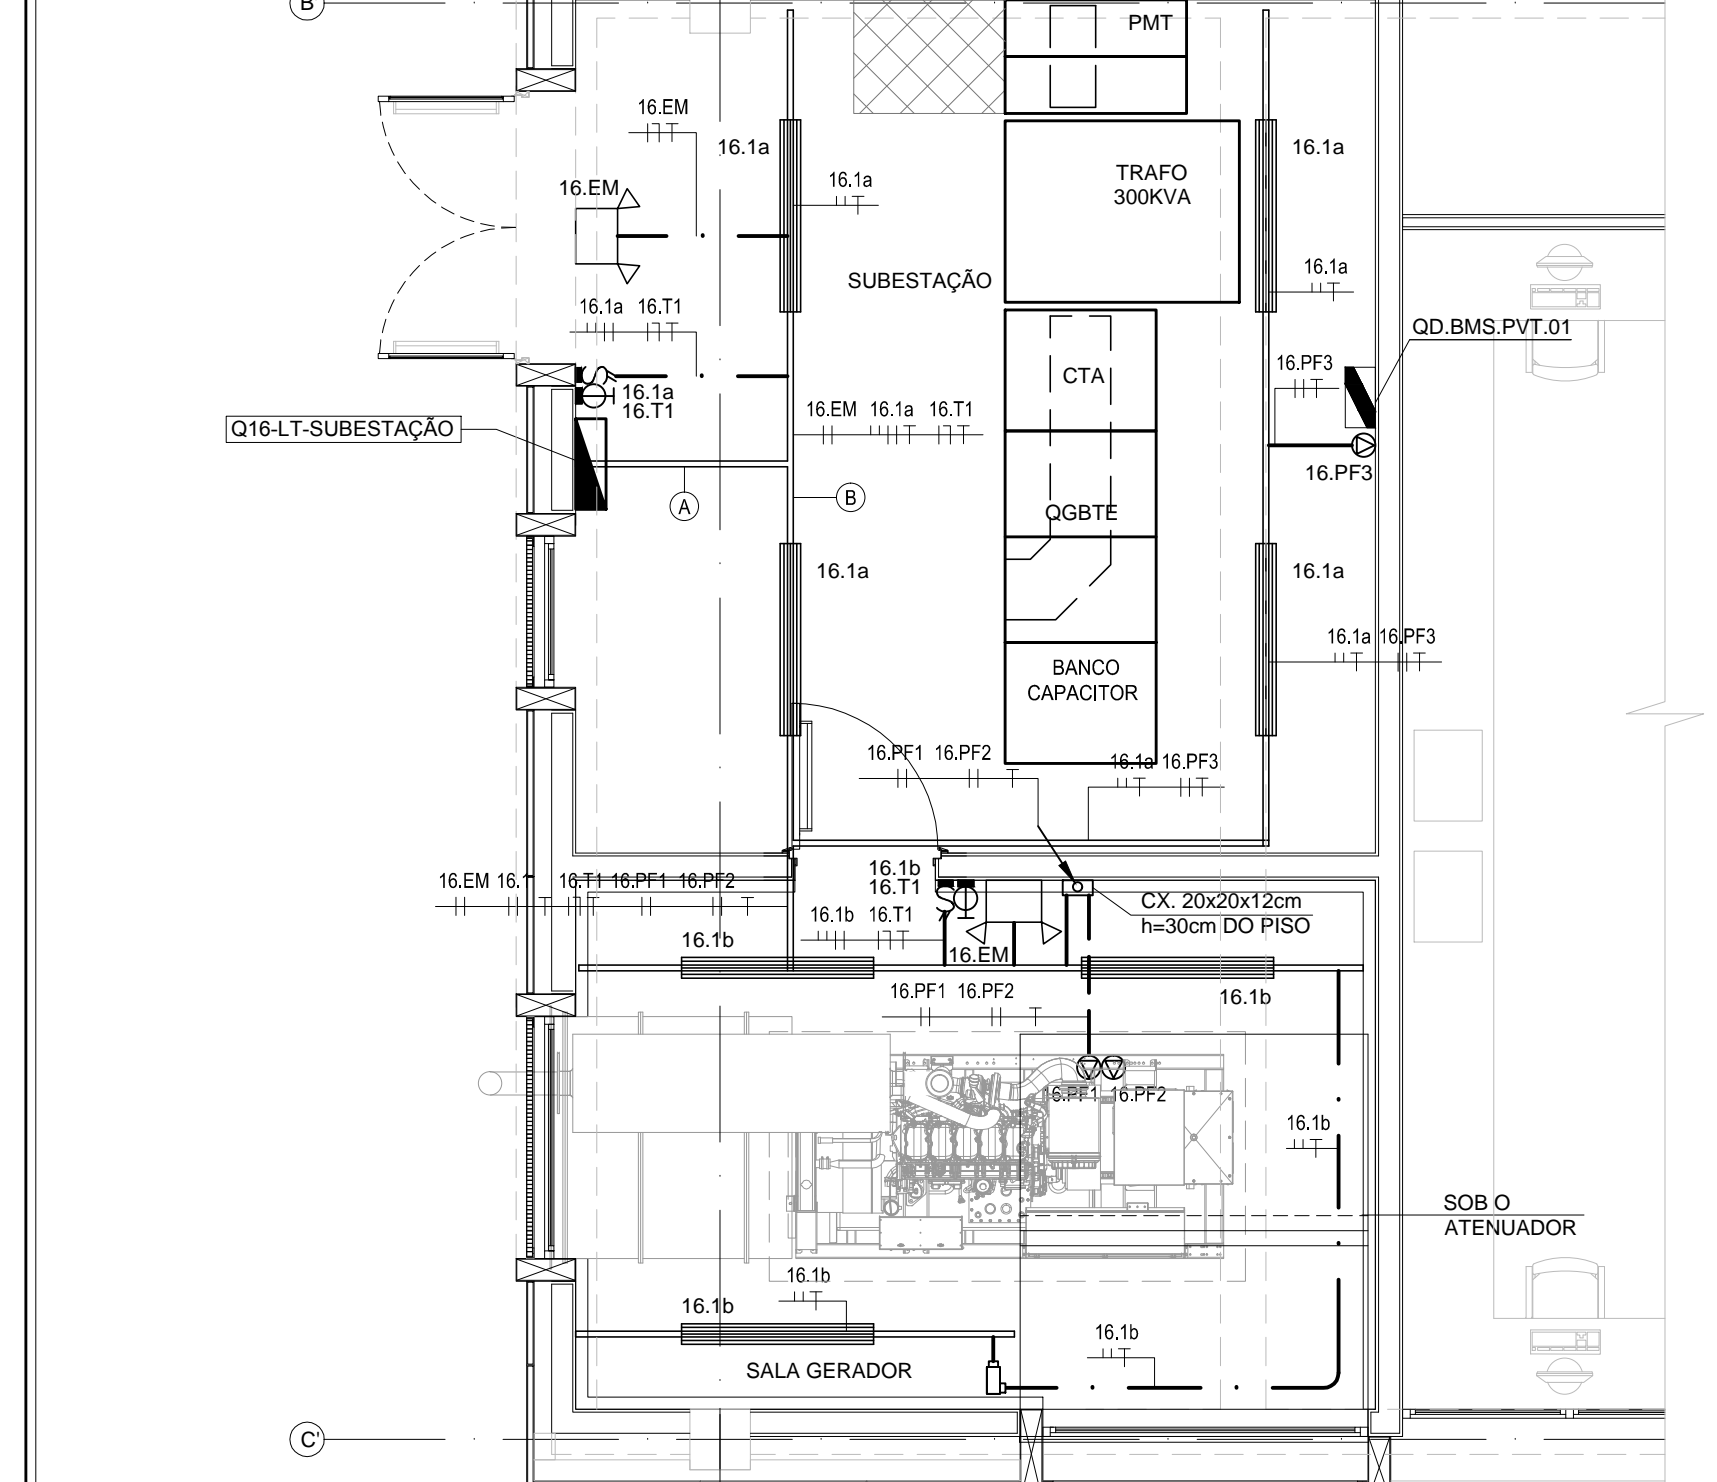 B
PMT
16.EM
16.1a
16.1a
TRAFO
300KVA
16.1a
16.EM
SUBESTAÇÃO
16.1a
16.1a 16.T1
QD.BMS.PVT.01
16.PF3
CTA
16.1a
16.T1
16.EM 16.1a 16.T1
Q16-LT-SUBESTAÇÃO
16.PF3
A
B
QGBTE
16.1a
16.1a
16.1a 16.PF3
BANCO
CAPACITOR
16.PF1 16.PF2
16.1a 16.PF3
16.1b
16.T1
16.EM 16.1 16.T1 16.PF1 16.PF2
CX. 20x20x12cm
h=30cm DO PISO
16.1b 16.T1
16.1b
16.EM
16.PF1 16.PF2
16.1b
16.PF1 16.PF2
16.1b
SOB O
ATENUADOR
16.1b
16.1b
16.1b
SALA GERADOR
C'